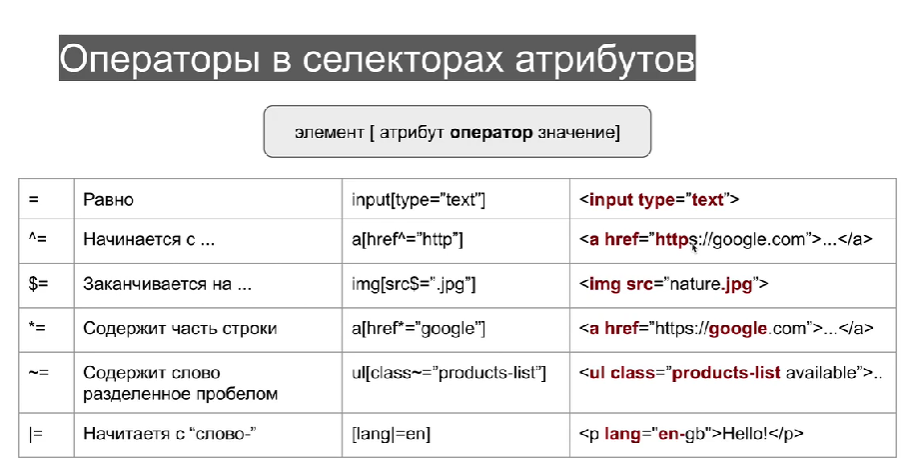 Операторы в селекторах атрибутов
элемент [ атрибут оператор значение]
= Равно input[type=”text”] <input type=”text”>
^= Начинается с ... a[href^=”http”] <a href=”https://google.com”>...</a>
$= Заканчивается на ... img[src$=”.jpg”] <img src=”nature.jpg”>
*= Содержит часть строки a[href*=”google”] <a href=”https://google.com”>...</a>
~= Содержит слово разделенное пробелом ul[class~=”products-list”] <ul class=”products-list available”>..
|= Начитаетя с “слово-” [lang|=en] <p lang="en-gb">Hello!</p>